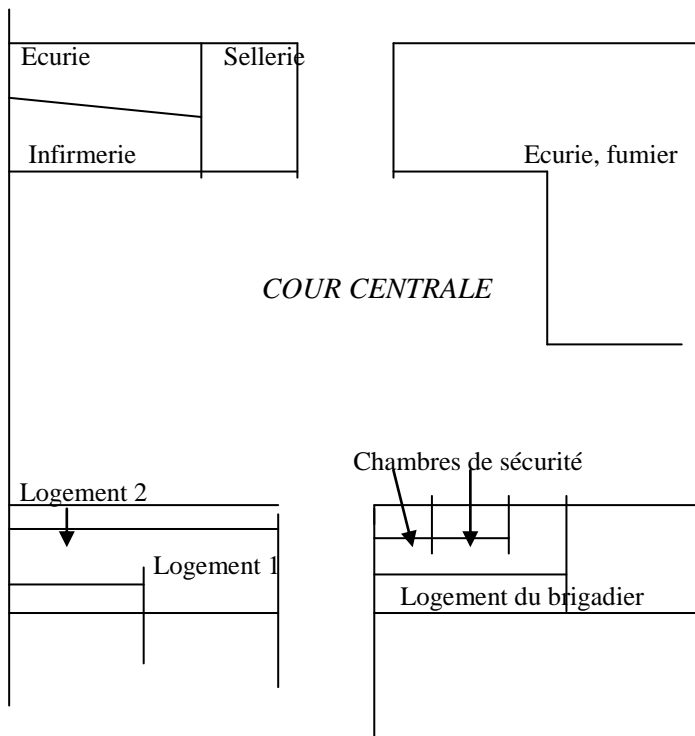 Ecurie
Sellerie
Infirmerie
Ecurie, fumier
COUR CENTRALE
Chambres de sécurité
Logement 2
Logement 1
Logement du brigadier